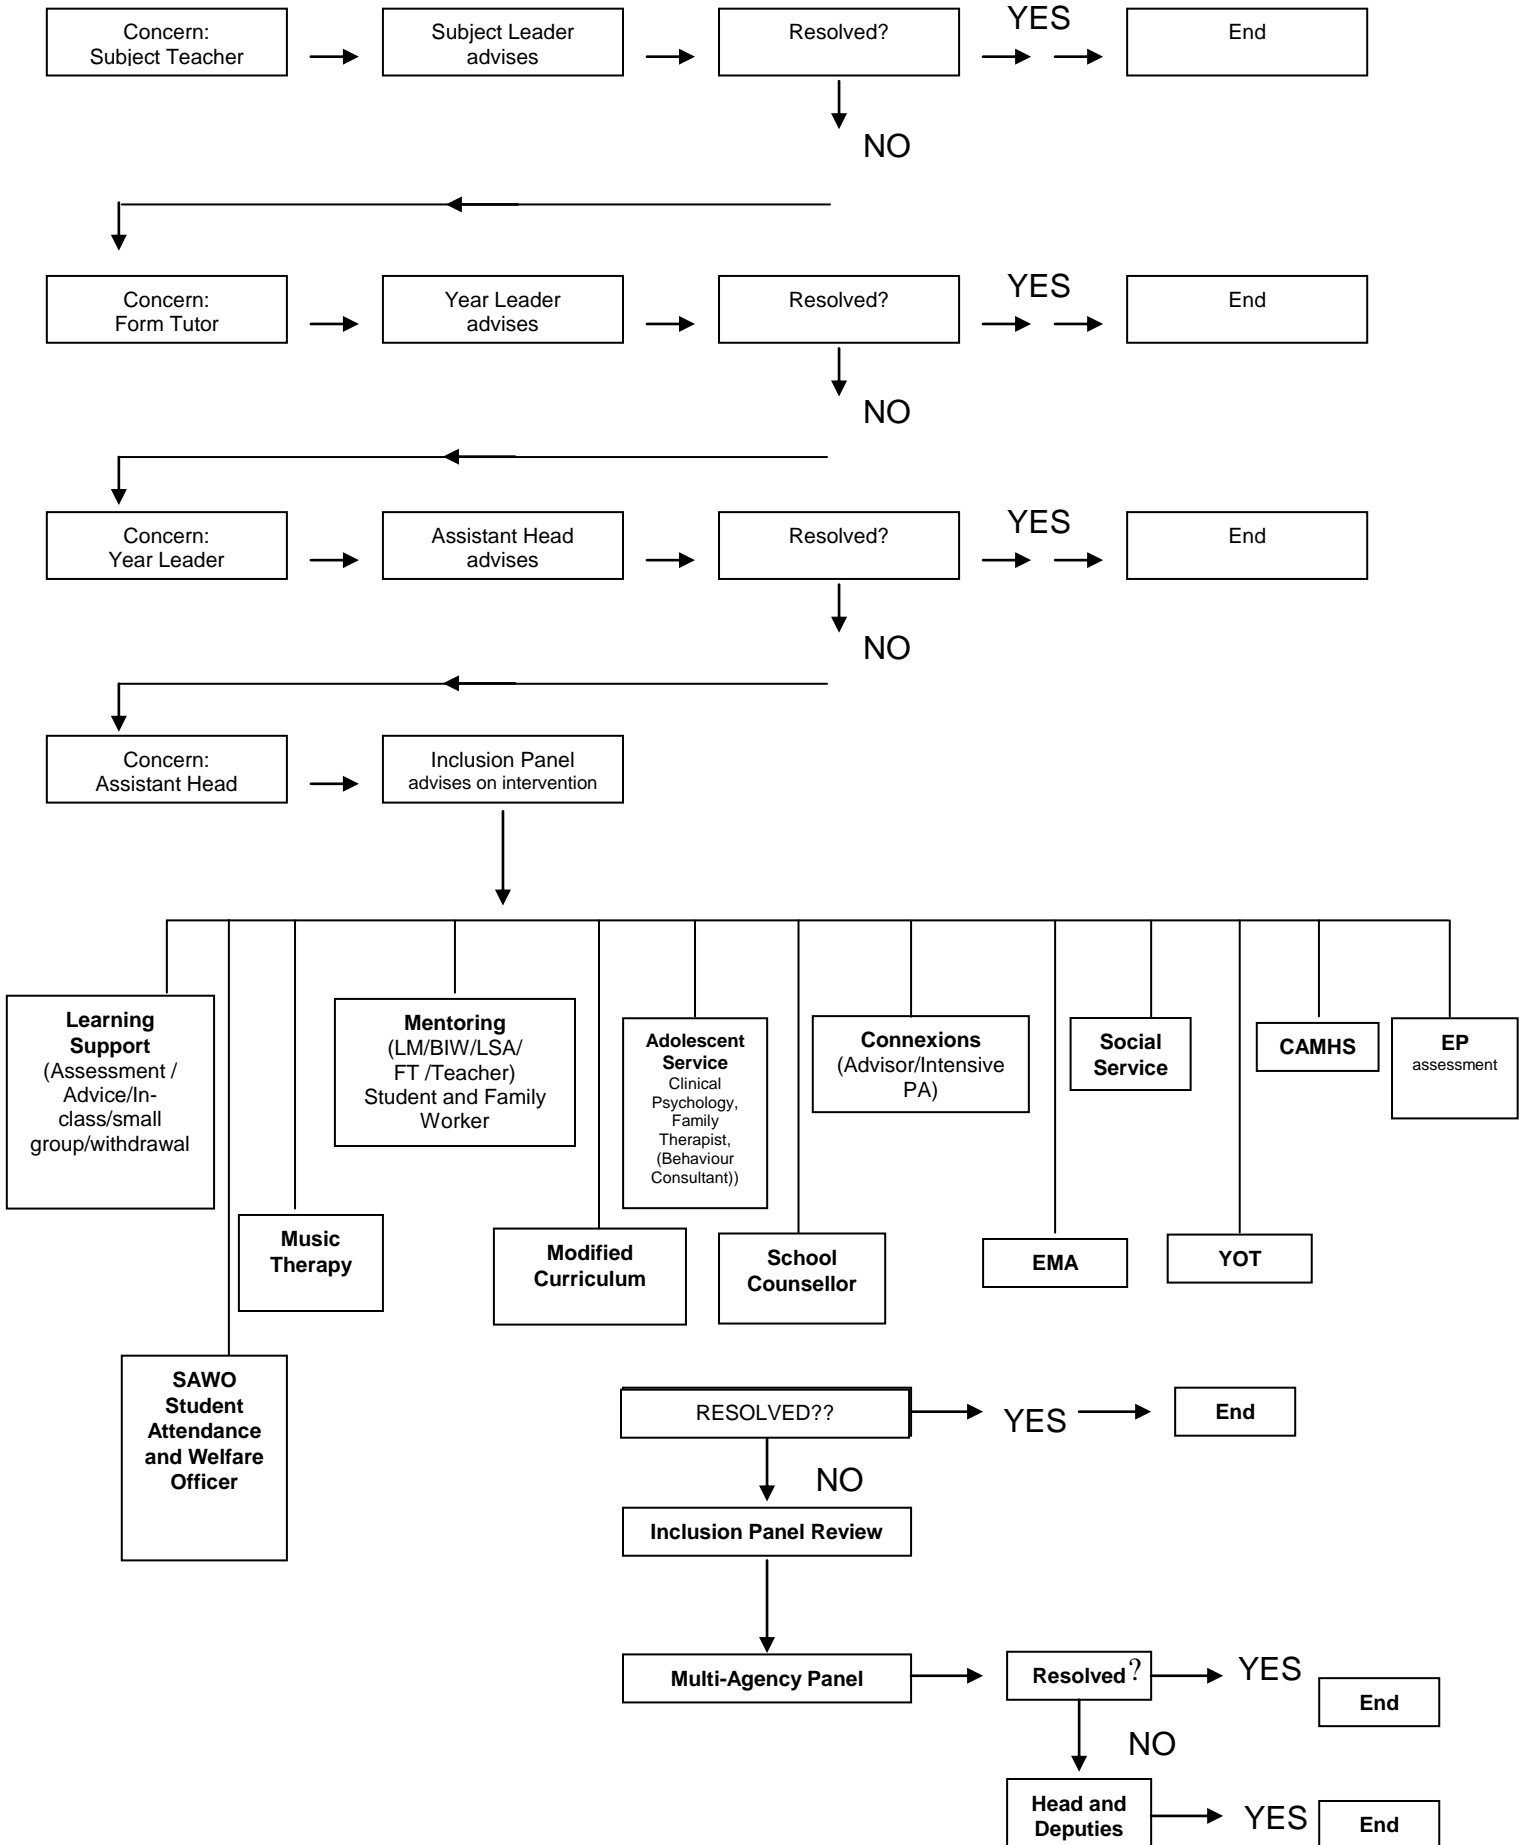 Concern:
Subject Teacher
Subject Leader
advises
Resolved?
YES
End
NO
Concern:
Form Tutor
Year Leader
advises
Resolved?
YES
End
NO
Concern:
Year Leader
Assistant Head
advises
Resolved?
YES
End
NO
Concern:
Assistant Head
Inclusion Panel
advises on intervention
Learning
Support
(Assessment /
Advice/In-
class/small
group/withdrawal
Mentoring
(LM/BIW/LSA/
FT /Teacher)
Student and Family
Worker
Adolescent
Service
Clinical
Psychology,
Family
Therapist,
(Behaviour
Consultant))
Connexions
(Advisor/Intensive
PA)
Social
Service
CAMHS
EP
assessment
Music
Therapy
Modified
Curriculum
School
Counsellor
EMA
YOT
SAWO
Student
Attendance
and Welfare
Officer
RESOLVED??
YES
End
NO
Inclusion Panel Review
Multi-Agency Panel
Resolved?
YES
End
NO
Head and
Deputies
YES
End